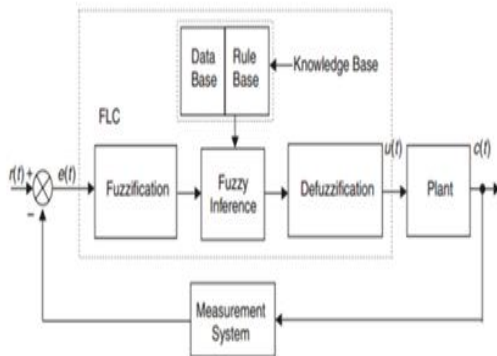 Data Base
Rule Base
Knowledge Base
FLC
r(t)
+
e(t)
−
Fuzzification
Fuzzy
Inference
Defuzzification
u(t)
Plant
c(t)
Measurement
System